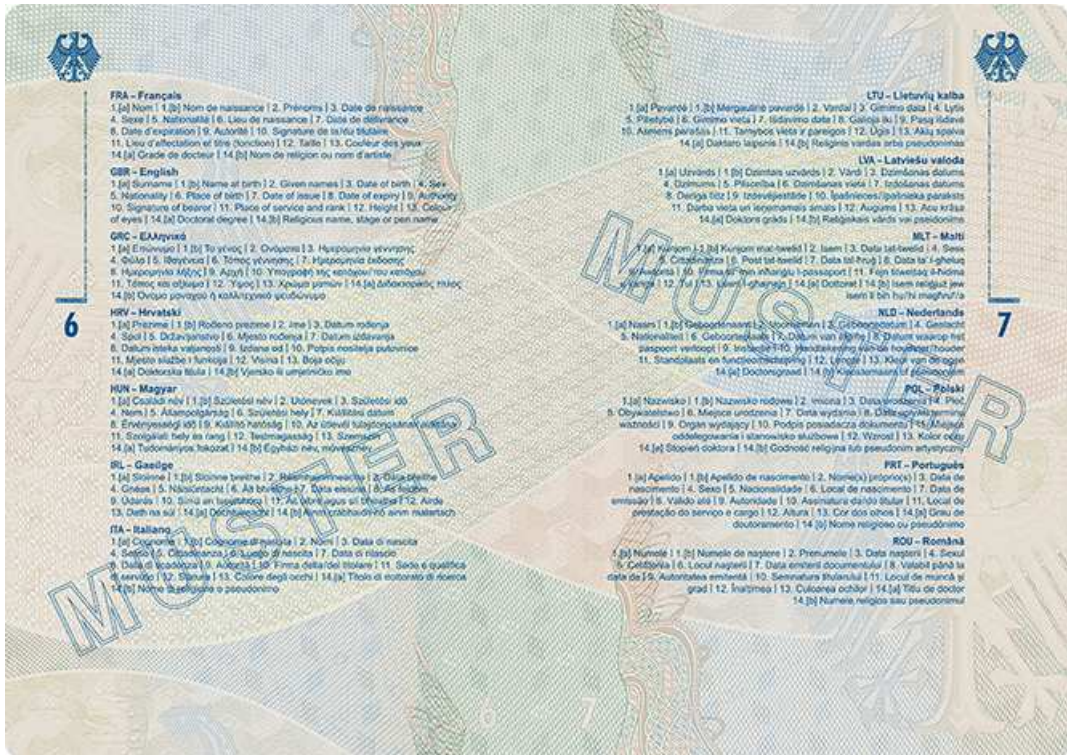 FRA – Français
1.[a] Nom | 1.[b] Nom de naissance | 2. Prénoms | 3. Date de naissance
4. Sexe | 5. Nationalité | 6. Lieu de naissance | 7. Date de délivrance
8. Date d'expiration | 9. Autorité | 10. Signature de la/du titulaire
11. Lieu d'affectation et titre (fonction) | 12. Taille | 13. Couleur des yeux
14.[a] Grade de docteur | 14.[b] Nom de religion ou nom d'artiste
GBR – English
1.[a] Surname | 1.[b] Name at birth | 2. Given names | 3. Date of birth | 4. Sex
5. Nationality | 6. Place of birth | 7. Date of issue | 8. Date of expiry | 9. Authority
10. Signature of bearer | 11. Place of service and rank | 12. Height | 13. Colour
of eyes | 14.[a] Doctoral degree | 14.[b] Religious name, stage or pen name
GRC – Ελληνικά
1.[a] Επώνυμο | 1.[b] Το γένος | 2. Ονόματα | 3. Ημερομηνία γέννησης
4. Φύλο | 5. Ιθαγένεια | 6. Τόπος γέννησης | 7. Ημερομηνία έκδοσης
8. Ημερομηνία λήξης | 9. Αρχή | 10. Υπογραφή της κατόχου/του κατόχου
11. Τόπος και αξίωμα | 12. Ύψος | 13. Χρώμα ματιών | 14.[a] Διδακτορικός τίτλος
14.[b] Όνομα μοναχού ή καλλιτεχνικό ψευδώνυμο
HRV – Hrvatski
1.[a] Prezime | 1.[b] Rođeno prezime | 2. Ime | 3. Datum rođenja
4. Spol | 5. Državljanstvo | 6. Mjesto rođenja | 7. Datum izdavanja
8. Datum isteka valjanosti | 9. Izdana od | 10. Potpis nositelja putovnice
11. Mjesto službe i funkcija | 12. Visina | 13. Boja očiju
14.[a] Doktorska titula | 14.[b] Vjersko ili umjetničko ime
HUN – Magyar
1.[a] Családi név | 1.[b] Születési név | 2. Utónevek | 3. Születési idő
4. Nem | 5. Állampolgárság | 6. Születési hely | 7. Kiállítási dátum
8. Érvényességi idő | 9. Kiállító hatóság | 10. Az útlevél tulajdonosának aláírása
11. Szolgálati hely és rang | 12. Testmagasság | 13. Szemszín
14.[a] Tudományos fokozat | 14.[b] Egyházi név, művésznév
IRL – Gaeilge
1.[a] Sloinne | 1.[b] Sloinne breithe | 2. Réamhainmneacha | 3. Dáta breithe
4. Gnéas | 5. Náisiúntacht | 6. Áit bhreithe | 7. Dáta eisiúna | 8. As feidhm
9. Údarás | 10. Síniú an tsealbhóra | 12. Airde
13. Dath na súl | 14.[a] | 14.[b] Ainm crábhaidh nó ainm
ITA – Italiano
1.[a] Cognome | 1.[b] Cognome di nascita | 2. Nomi | 3. Data di nascita
4. Sesso | 5. Cittadinanza | 6. Luogo di nascita | 7. Data di rilascio
8. Data di scadenza | 9. Autorità | 10. Firma della/del titolare | 11. Sede e qualifica
di servizio | 12. Statura | 13. Colore degli occhi | 14.[a] Titolo di dottorato di ricerca
14.[b] Nome di religione o pseudonimo
6
MUSTER
LTU – Lietuvių kalba
1.[a] Pavardė | 1.[b] Mergautinė pavardė | 2. Vardai | 3. Gimimo data | 4. Lytis
5. Pilietybė | 6. Gimimo vieta | 7. Išdavimo data | 8. Galioja iki | 9. Pasą išdavė
10. Asmens parašas | 11. Tarnybos vieta ir pareigos | 12. Ūgis | 13. Akių spalva
14.[a] Daktaro laipsnis | 14.[b] Religinis vardas arba pseudonimas
LVA – Latviešu valoda
1.[a] Uzvārds | 1.[b] Dzimtais uzvārds | 2. Vārdi | 3. Dzimšanas datums
4. Dzimums | 5. Pilsonība | 6. Dzimšanas vieta | 7. Izdošanas datums
8. Derīga līdz | 9. Izdevējiestāde | 10. Īpašnieces/īpašnieka paraksts
11. Darba vieta un ieņemamais amats | 12. Augums | 13. Acu krāsa
14.[a] Doktora grāds | 14.[b] Reliģiskais vārds vai pseidonīms
MLT – Malti
1.[a] Kunjom | 1.[b] Kunjom mat-twelid | 2. Isem | 3. Data tat-twelid | 4. Sess
5. Ċittadinanza | 6. Post tat-twelid | 7. Data tal-ħruġ | 8. Data ta' l-għeluq
9. Awtorità | 10. Firma ta' min inħariġlu l-passaport | 11. Fejn twettaq il-ħidma
| 12. Tul | 13. Lewn l-għajnejn | 14.[a] Dottorat | 14.[b] Isem reliġjuż jew
isem li bih hu/hi magħruf/a
NLD – Nederlands
1.[a] Naam | 1.[b] Geboortenaam | 2. Voornamen | 3. Geboortedatum | 4. Geslacht
5. Nationaliteit | 6. Geboorteplaats | 7. Datum van afgifte | 8. Datum waarop het
paspoort verloopt | 9. Instantie | 10. Handtekening van de houdster/houder
11. Standplaats en functieomschrijving | 12. Lengte | 13. Kleur van de ogen
14.[a] Doctorsgraad | 14.[b] Kloosternaam of pseudoniem
POL – Polski
1.[a] Nazwisko | 1.[b] Nazwisko rodowe | 2. Imiona | 3. Data urodzenia | 4. Płeć
5. Obywatelstwo | 6. Miejsce urodzenia | 7. Data wydania | 8. Data upływu terminu
ważności | 9. Organ wydający | 10. Podpis posiadacza dokumentu | 11. Miejsce
oddelegowania i stanowisko służbowe | 12. Wzrost | 13. Kolor oczu
14.[a] Stopień doktora | 14.[b] Godność religijna lub pseudonim artystyczny
PRT – Português
1.[a] Apelido | 1.[b] Apelido de nascimento | 2. Nome(s) próprio(s) | 3. Data de
nascimento | 4. Sexo | 5. Nacionalidade | 6. Local de nascimento | 7. Data de
emissão | 8. Válido até | 9. Autoridade | 10. Assinatura da/do titular | 11. Local de
prestação do serviço e cargo | 12. Altura | 13. Cor dos olhos | 14.[a] Grau de
doutoramento | 14.[b] Nome religioso ou pseudónimo
ROU – Română
1.[a] Numele | 1.[b] Numele de naștere | 2. Prenumele | 3. Data nașterii | 4. Sexul
5. Cetățenia | 6. Locul nașterii | 7. Data emiterii documentului | 8. Valabil până la
data de | 9. Autoritatea emitentă | 10. Semnatura titularului | 11. Locul de muncă și
grad | 12. Înălțimea | 13. Culoarea ochilor | 14.[a] Titlu de doctor
14.[b] Numele religios sau pseudonimul
7
MUSTER
6
7